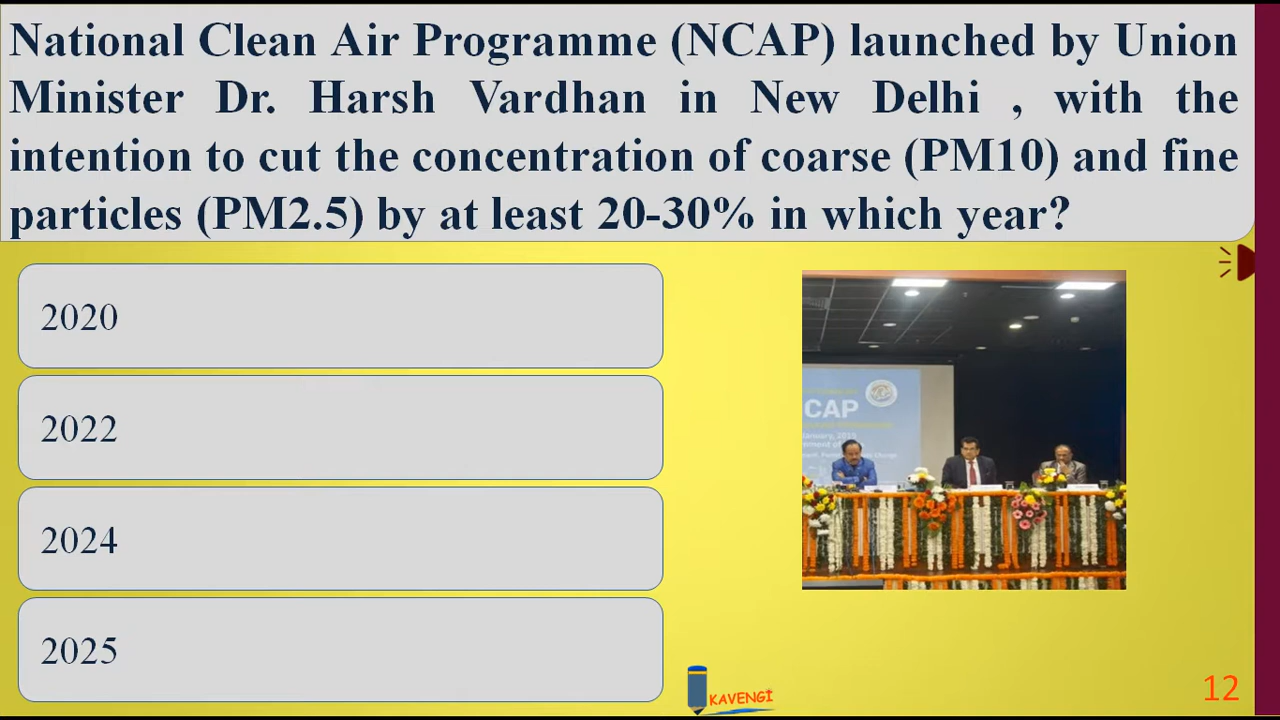 National Clean Air Programme (NCAP) launched by Union
Minister Dr. Harsh Vardhan in New Delhi , with the
intention to cut the concentration of coarse (PM10) and fine
particles (PM2.5) by at least 20-30% in which year?
2020
2022
2024
2025
CAP
KAVENGI
12